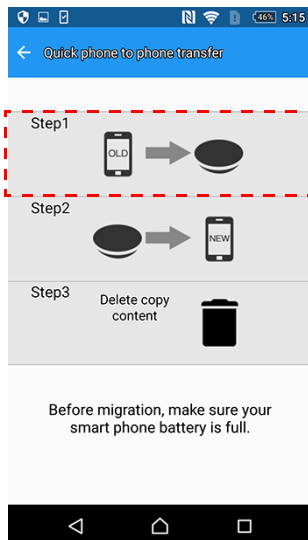 46% 5:15
Quick phone to phone transfer
Step1
OLD
Step2
NEW
Step3
Delete copy
content
Before migration, make sure your
smart phone battery is full.